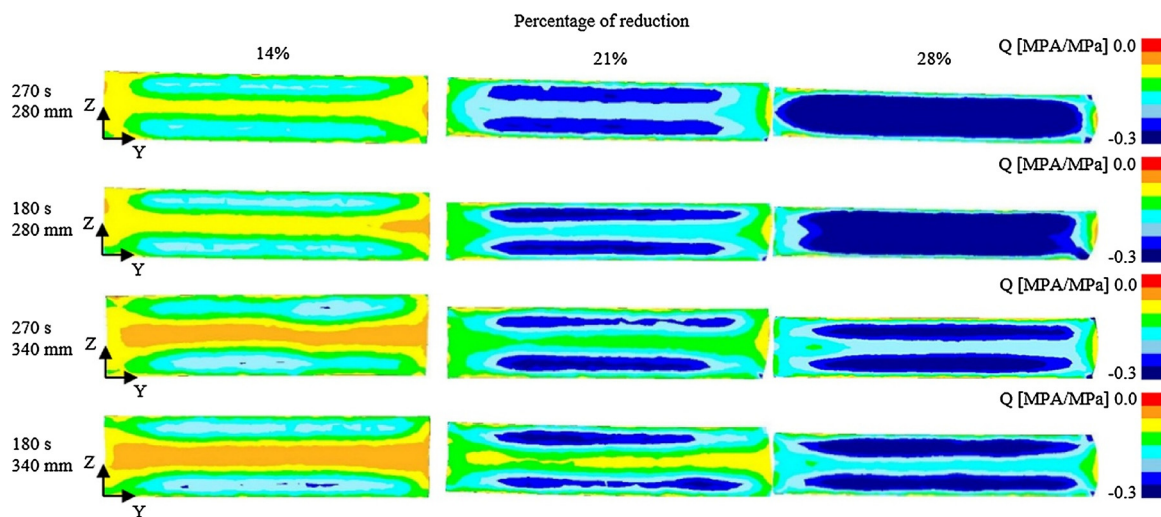 Percentage of reduction
14%
21%
28%
Q [MPA/MPa] 0.0
270 s
280 mm
Z
Y
-0.3
Q [MPA/MPa] 0.0
180 s
280 mm
Z
Y
-0.3
Q [MPA/MPa] 0.0
270 s
340 mm
Z
Y
-0.3
Q [MPA/MPa] 0.0
180 s
340 mm
Z
Y
-0.3